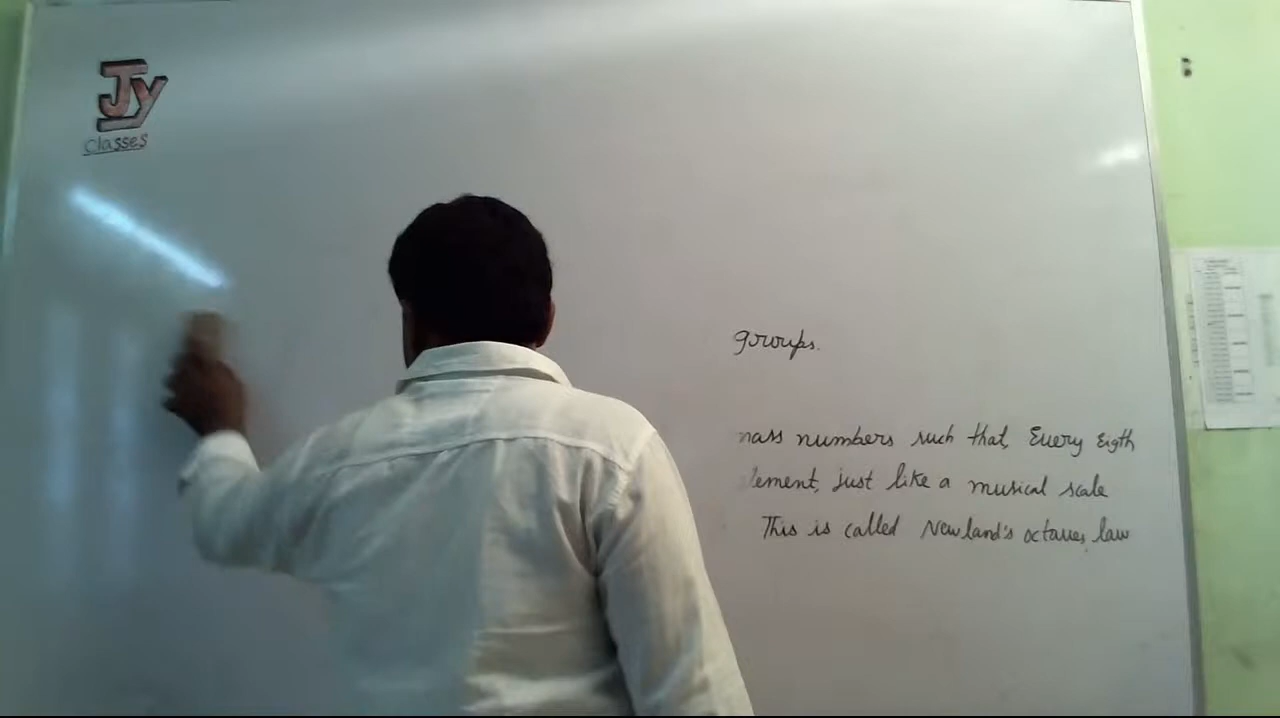 Jy
classes
groups.
mass numbers such that, Every Eigth
lement, just like a musical scale
This is called Newland's octaves law